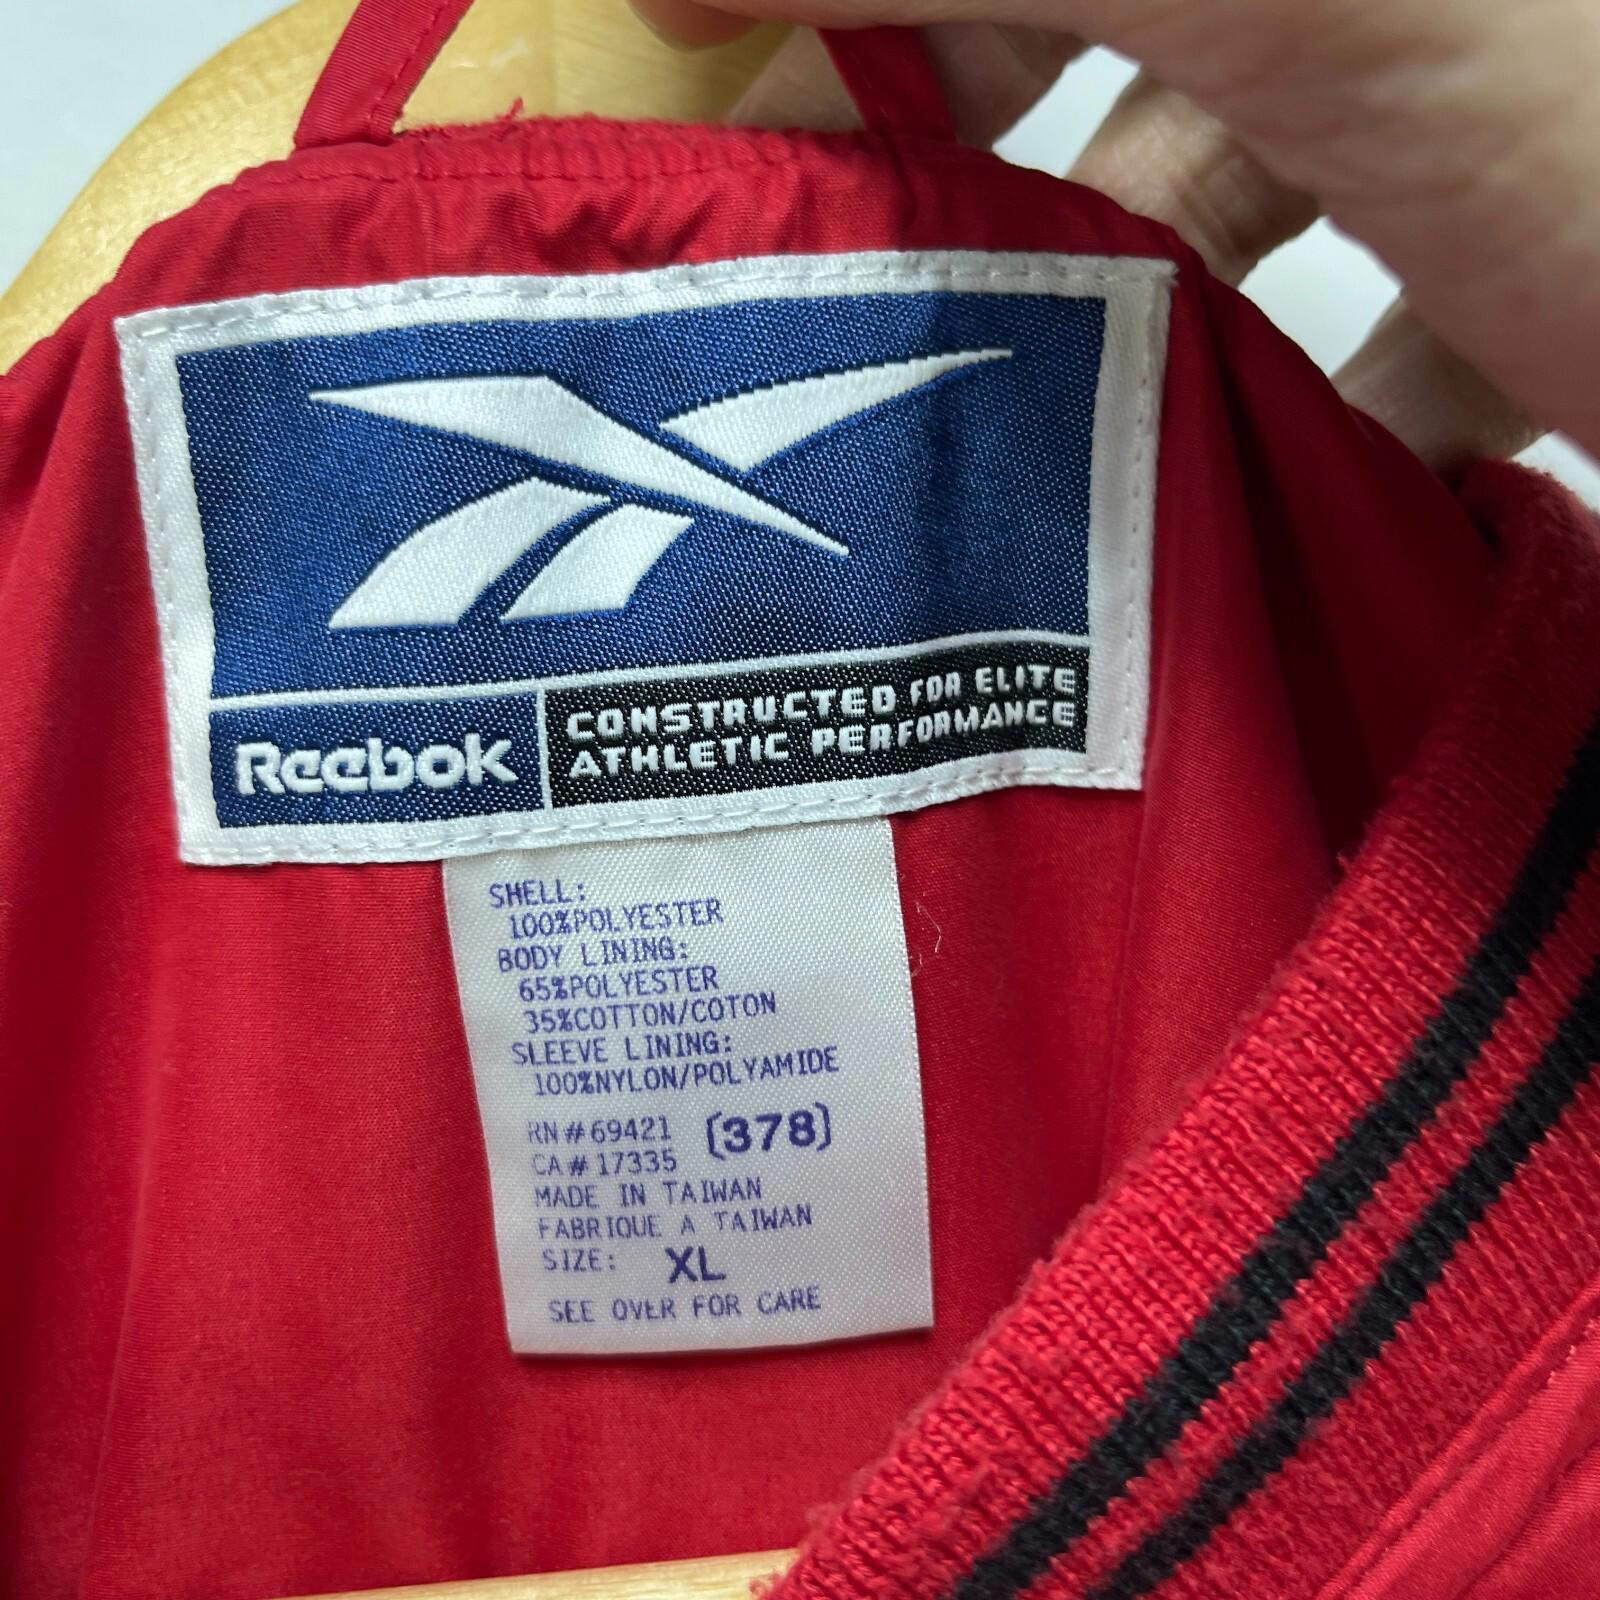 Reebok
CONSTRUCTED FOR ELITE
ATHLETIC PERFORMANCE
SHELL:
100%POLYESTER
BODY LINING:
65%POLYESTER
35%COTTON/COTON
SLEEVE LINING:
100%NYLON/POLYAMIDE
RN#69421 (378)
CA#17335
MADE IN TAIWAN
FABRIQUE A TAIWAN
SIZE: XL
SEE OVER FOR CARE